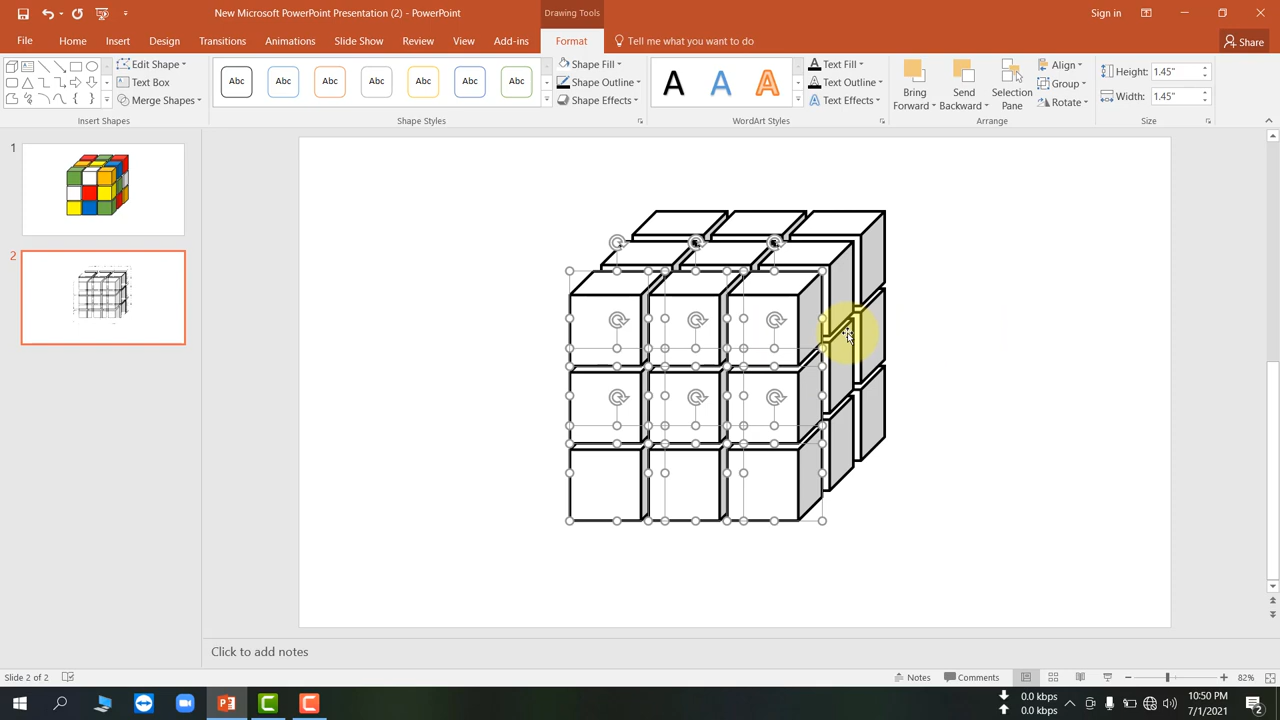 New Microsoft PowerPoint Presentation (2) - PowerPoint
Drawing Tools
Sign in
File
Home
Insert
Design
Transitions
Animations
Slide Show
Review
View
Add-ins
Format
Tell me what you want to do
Share
Edit Shape
Text Box
Merge Shapes
Insert Shapes
Abc Abc Abc Abc Abc Abc Abc
Shape Fill
Shape Outline
Shape Effects
Shape Styles
A A A
Text Fill
Text Outline
Text Effects
WordArt Styles
Bring Forward
Send Backward
Selection Pane
Align
Group
Rotate
Arrange
Height: 1.45"
Width: 1.45"
Size
1
2
Click to add notes
Slide 2 of 2
Notes
Comments
82%
0.0 kbps
0.0 kbps
10:50 PM
7/1/2021
2